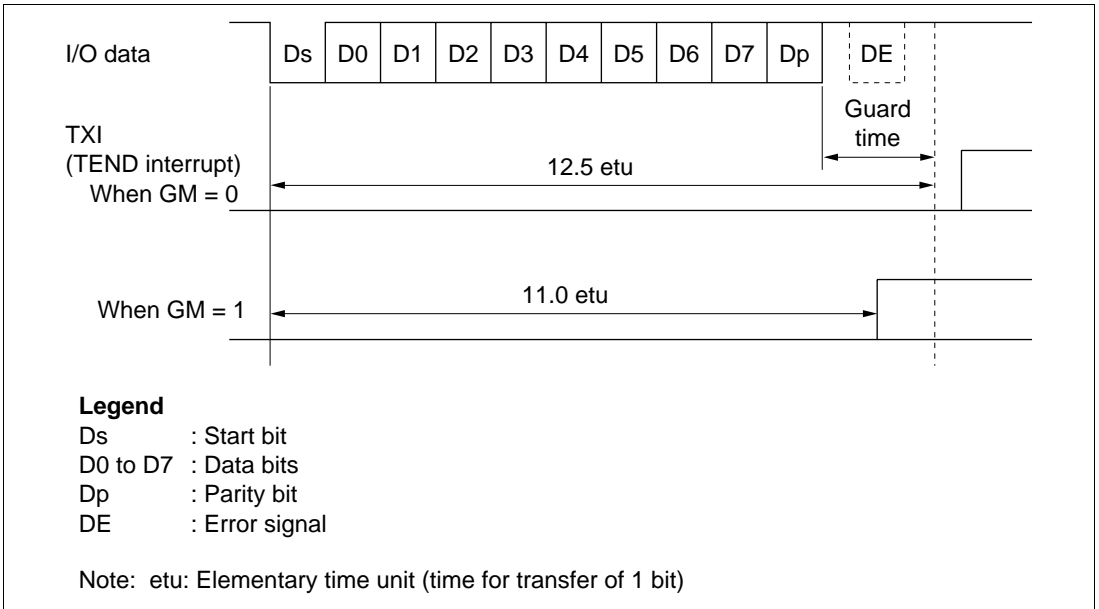 I/O data
Ds D0 D1 D2 D3 D4 D5 D6 D7 Dp DE
Guard
time
TXI
(TEND interrupt)
When GM = 0
12.5 etu
When GM = 1
11.0 etu
Legend
Ds : Start bit
D0 to D7 : Data bits
Dp : Parity bit
DE : Error signal
Note: etu: Elementary time unit (time for transfer of 1 bit)